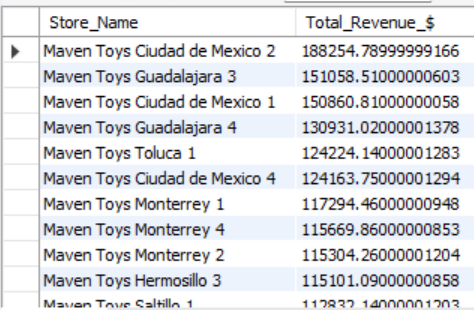 Store_Name Total_Revenue_$
Maven Toys Ciudad de Mexico 2 188254.78999999166
Maven Toys Guadalajara 3 151058.51000000603
Maven Toys Ciudad de Mexico 1 150860.81000000058
Maven Toys Guadalajara 4 130931.02000001378
Maven Toys Toluca 1 124224.14000001283
Maven Toys Ciudad de Mexico 4 124163.75000001294
Maven Toys Monterrey 1 117294.46000000948
Maven Toys Monterrey 4 115669.86000000853
Maven Toys Monterrey 2 115304.26000001204
Maven Toys Hermosillo 3 115101.09000000858
Maven Toys Saltillo 1 112832.14000001203